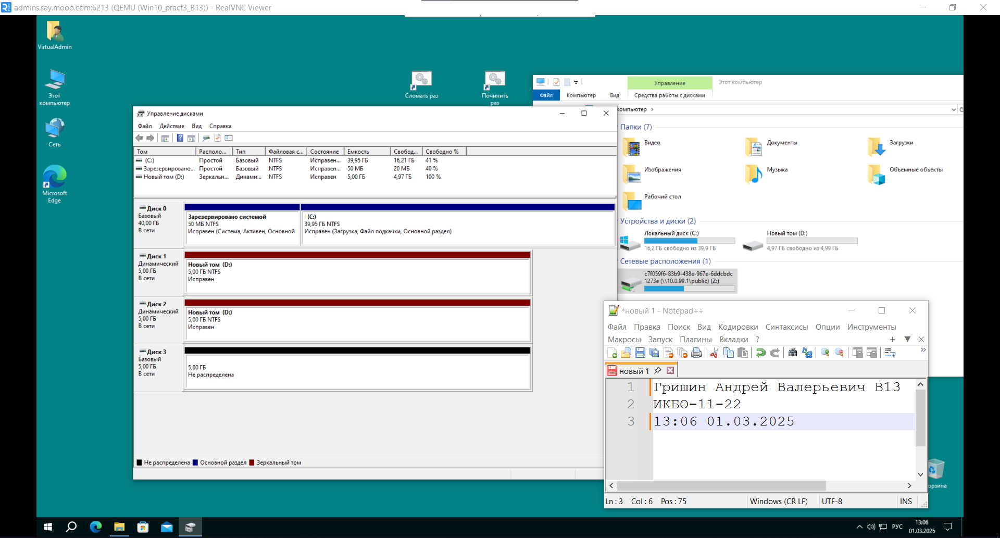 admins.say.mooo.com:6213 (QEMU (Win10_pract3_B13)) - RealVNC Viewer
VirtualAdmin
Этот
компьютер
Сеть
Microsoft
Edge
Сломать раз
Починить
раз
Управление
Этот компьютер
Файл Компьютер Вид Средства работы с дисками
компьютер
Папки (7)
Видео Документы Загрузки
Изображения Музыка Объемные объекты
Рабочий стол
Устройства и диски (2)
Локальный диск (C:)
16,2 ГБ свободно из 39,9 ГБ
Новый том (D:)
4,97 ГБ свободно из 4,99 ГБ
Сетевые расположения (1)
c7f059f6-83b9-438e-967e-6ddcbdc
1273e (\\10.0.99.1\public) (Z:)
Управление дисками
Файл Действие Вид Справка
Том Располо... Тип Файловая с... Состояние Емкость Свобод... Свободно %
(C:) Простой Базовый NTFS Исправен... 39,95 ГБ 16,21 ГБ 41 %
Зарезервировано... Простой Базовый NTFS Исправен... 50 МБ 20 МБ 40 %
Новый том (D:) Зеркальн... Динами... NTFS Исправен 5,00 ГБ 4,97 ГБ 100 %
Диск 0
Базовый
40,00 ГБ
В сети
Зарезервировано системой
50 МБ NTFS
Исправен (Система, Активен, Основной
(C:)
39,95 ГБ NTFS
Исправен (Загрузка, Файл подкачки, Основной раздел)
Диск 1
Динамический
5,00 ГБ
В сети
Новый том (D:)
5,00 ГБ NTFS
Исправен
Диск 2
Динамический
5,00 ГБ
В сети
Новый том (D:)
5,00 ГБ NTFS
Исправен
Диск 3
Базовый
5,00 ГБ
В сети
5,00 ГБ
Не распределена
Не распределена Основной раздел Зеркальный том
*новый 1 - Notepad++
Файл Правка Поиск Вид Кодировки Синтаксисы Опции Инструменты
Макросы Запуск Плагины Вкладки ?
новый 1
1 Гришин Андрей Валерьевич B13
2 ИКБО-11-22
3 13:06 01.03.2025
Ln : 3 Col : 6 Pos : 75 Windows (CR LF) UTF-8 INS
орзина
РУС
13:06
01.03.2025